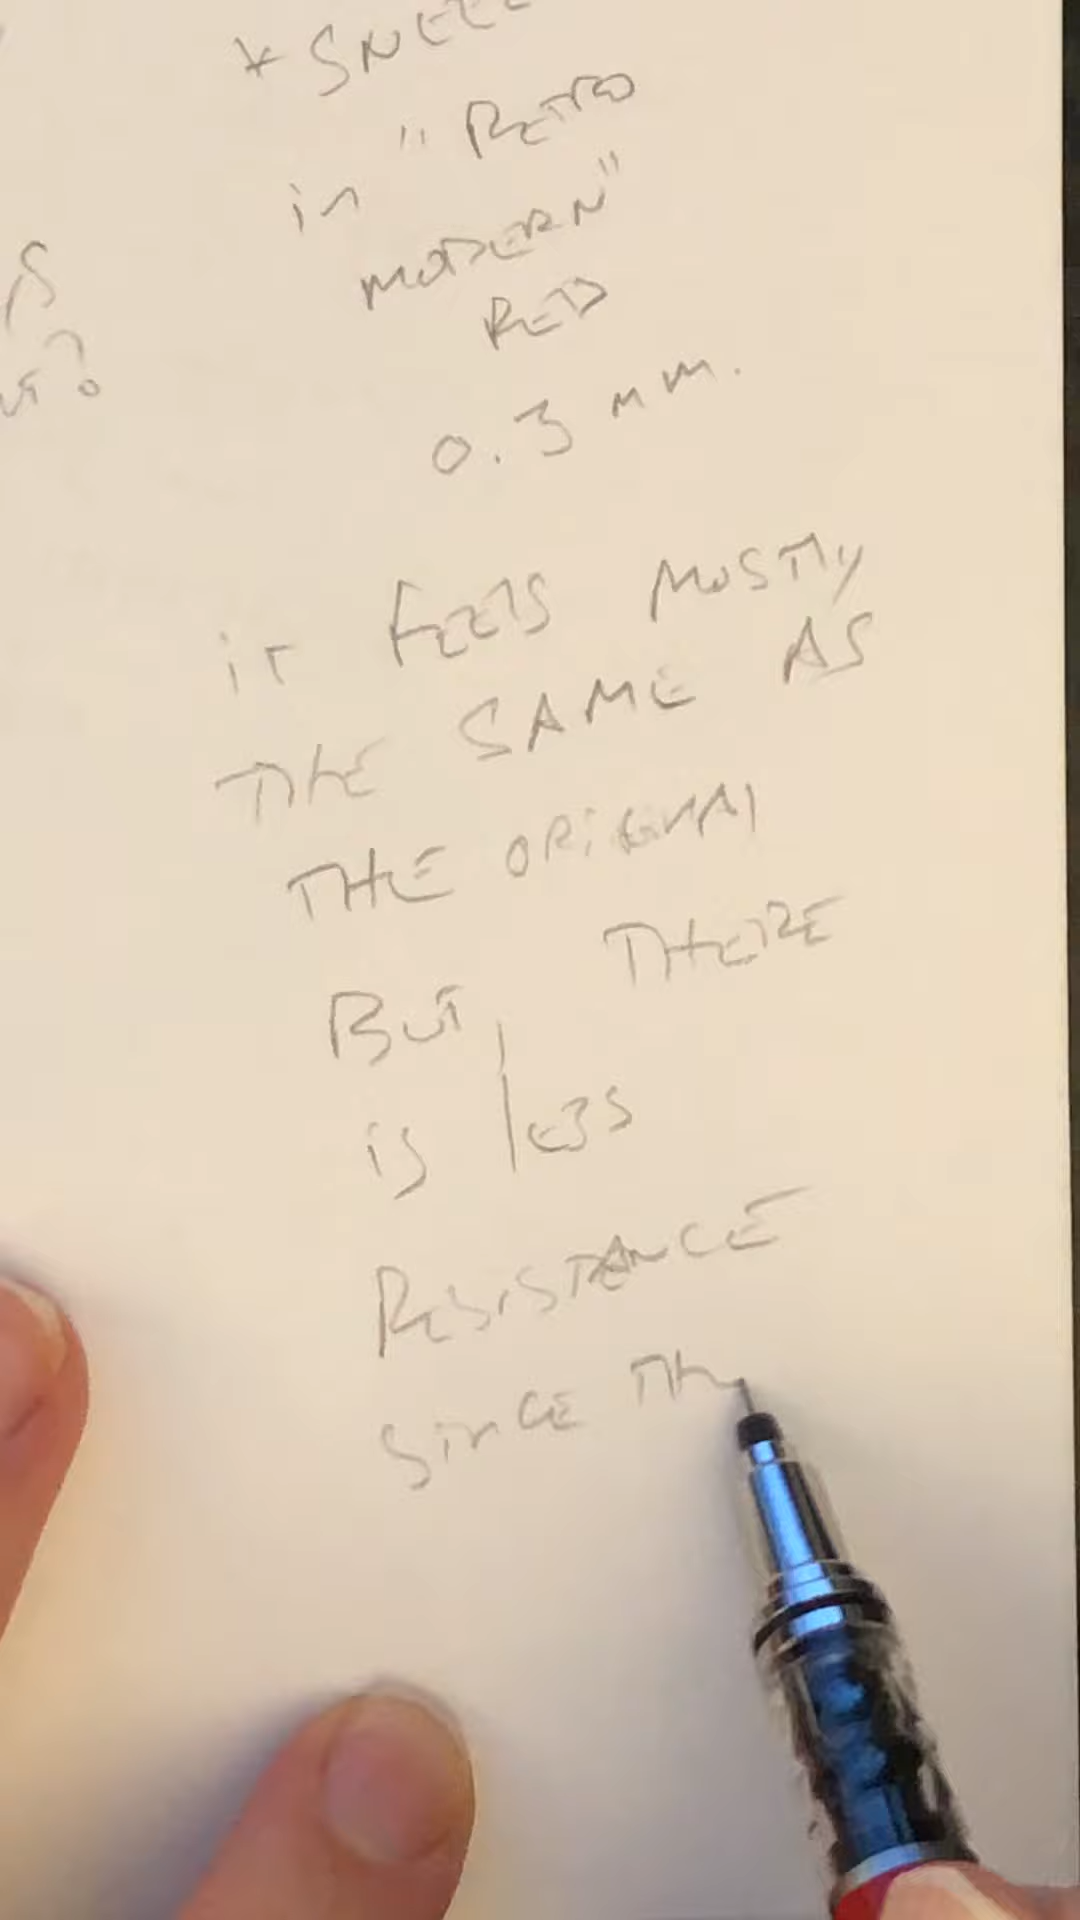 * SNEEZ
in "RETRO
MODERN"
RED
0.3 mm.
iT FEElS MOSTly
THE SAME AS
THE ORiGiNAl
BUT, THERE
is lESS
RESISTANCE
SiNCE TH